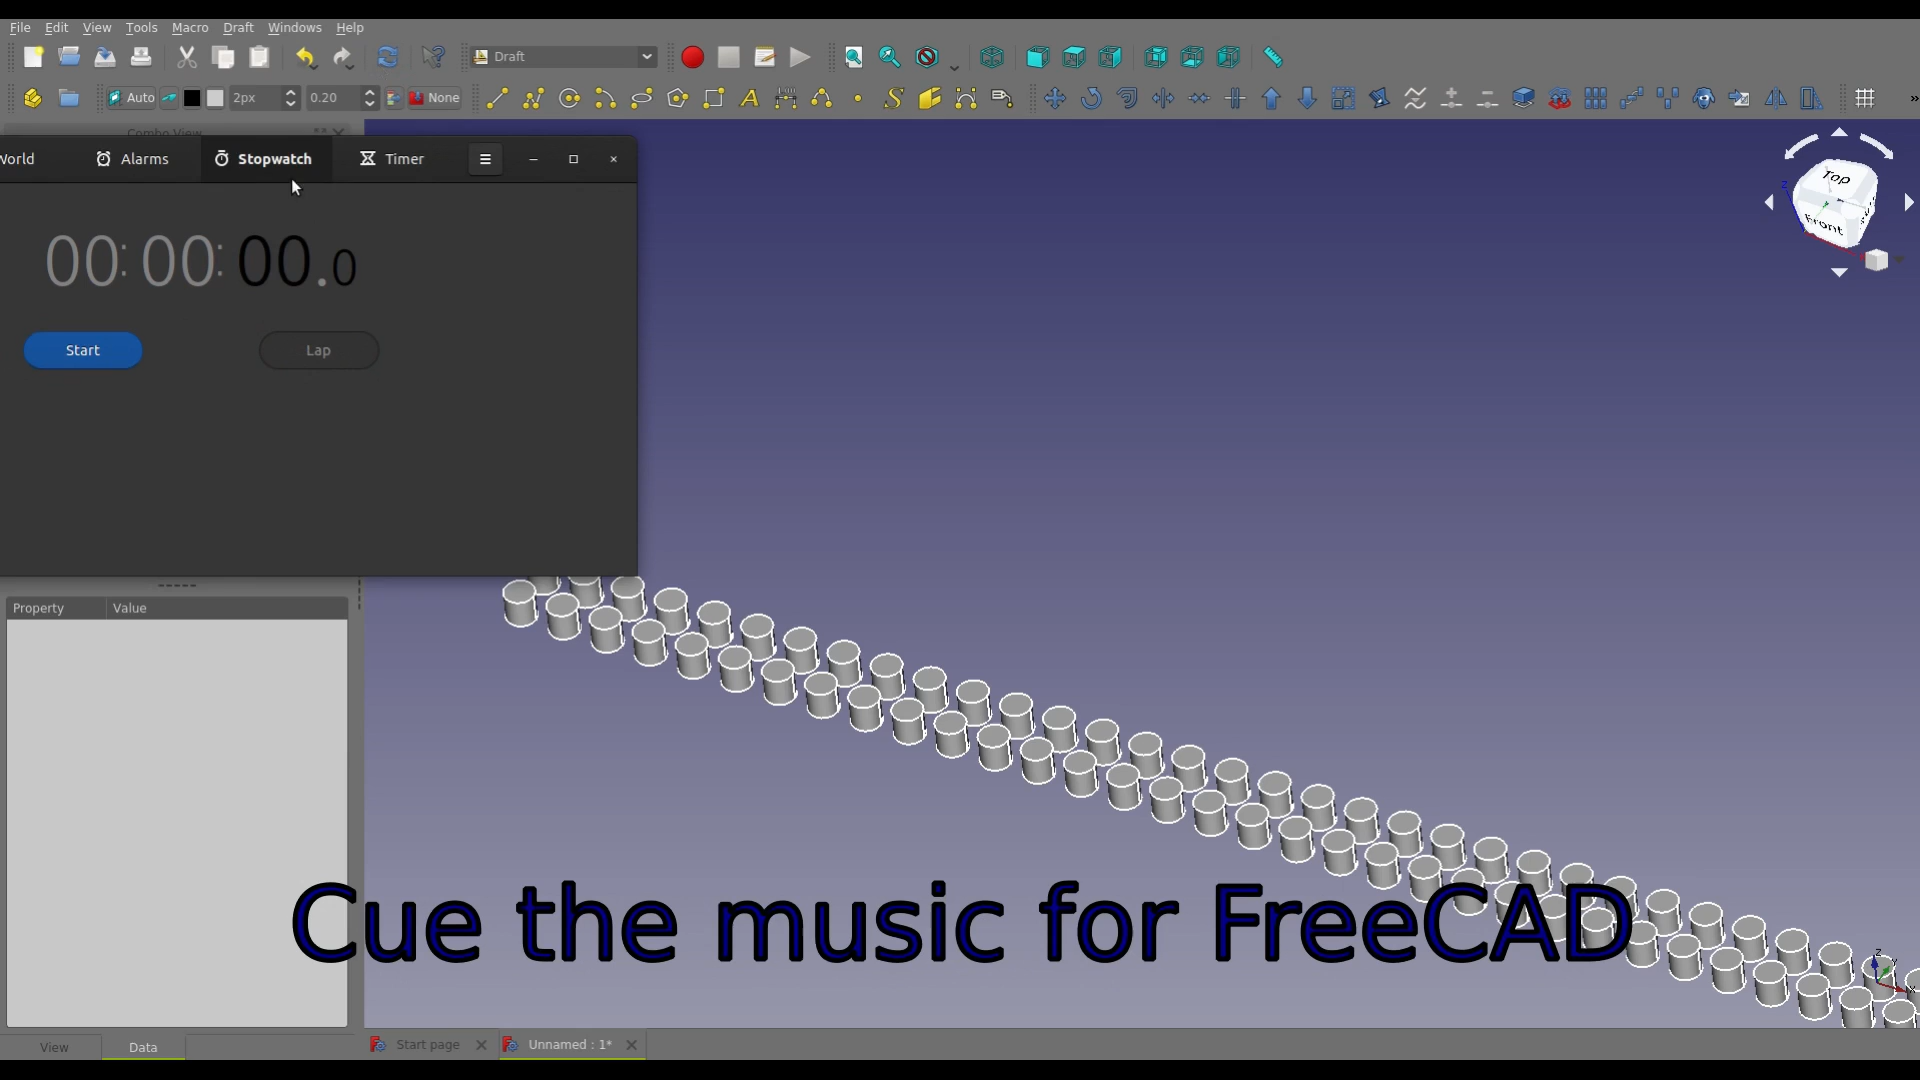 File Edit View Tools Macro Draft Windows Help
Draft
Auto 2px 0.20 None
Combo View
World Alarms Stopwatch Timer
00:00:00.0
Start Lap
Top
Front
Property Value
Cue the music for FreeCAD
Z
View Data Start page Unnamed : 1*